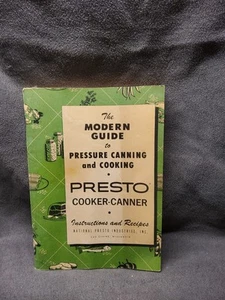 The
MODERN
GUIDE
to
PRESSURE CANNING
and COOKING
PRESTO
COOKER-CANNER
Instructions and Recipes
NATIONAL PRESTO INDUSTRIES, INC.